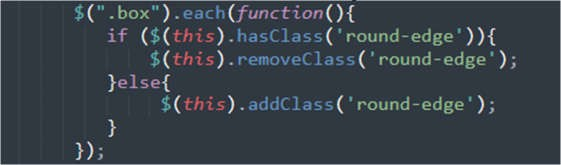 $(".box").each(function(){
if ($(this).hasClass('round-edge')){
$(this).removeClass('round-edge');
}else{
$(this).addClass('round-edge');
}
});